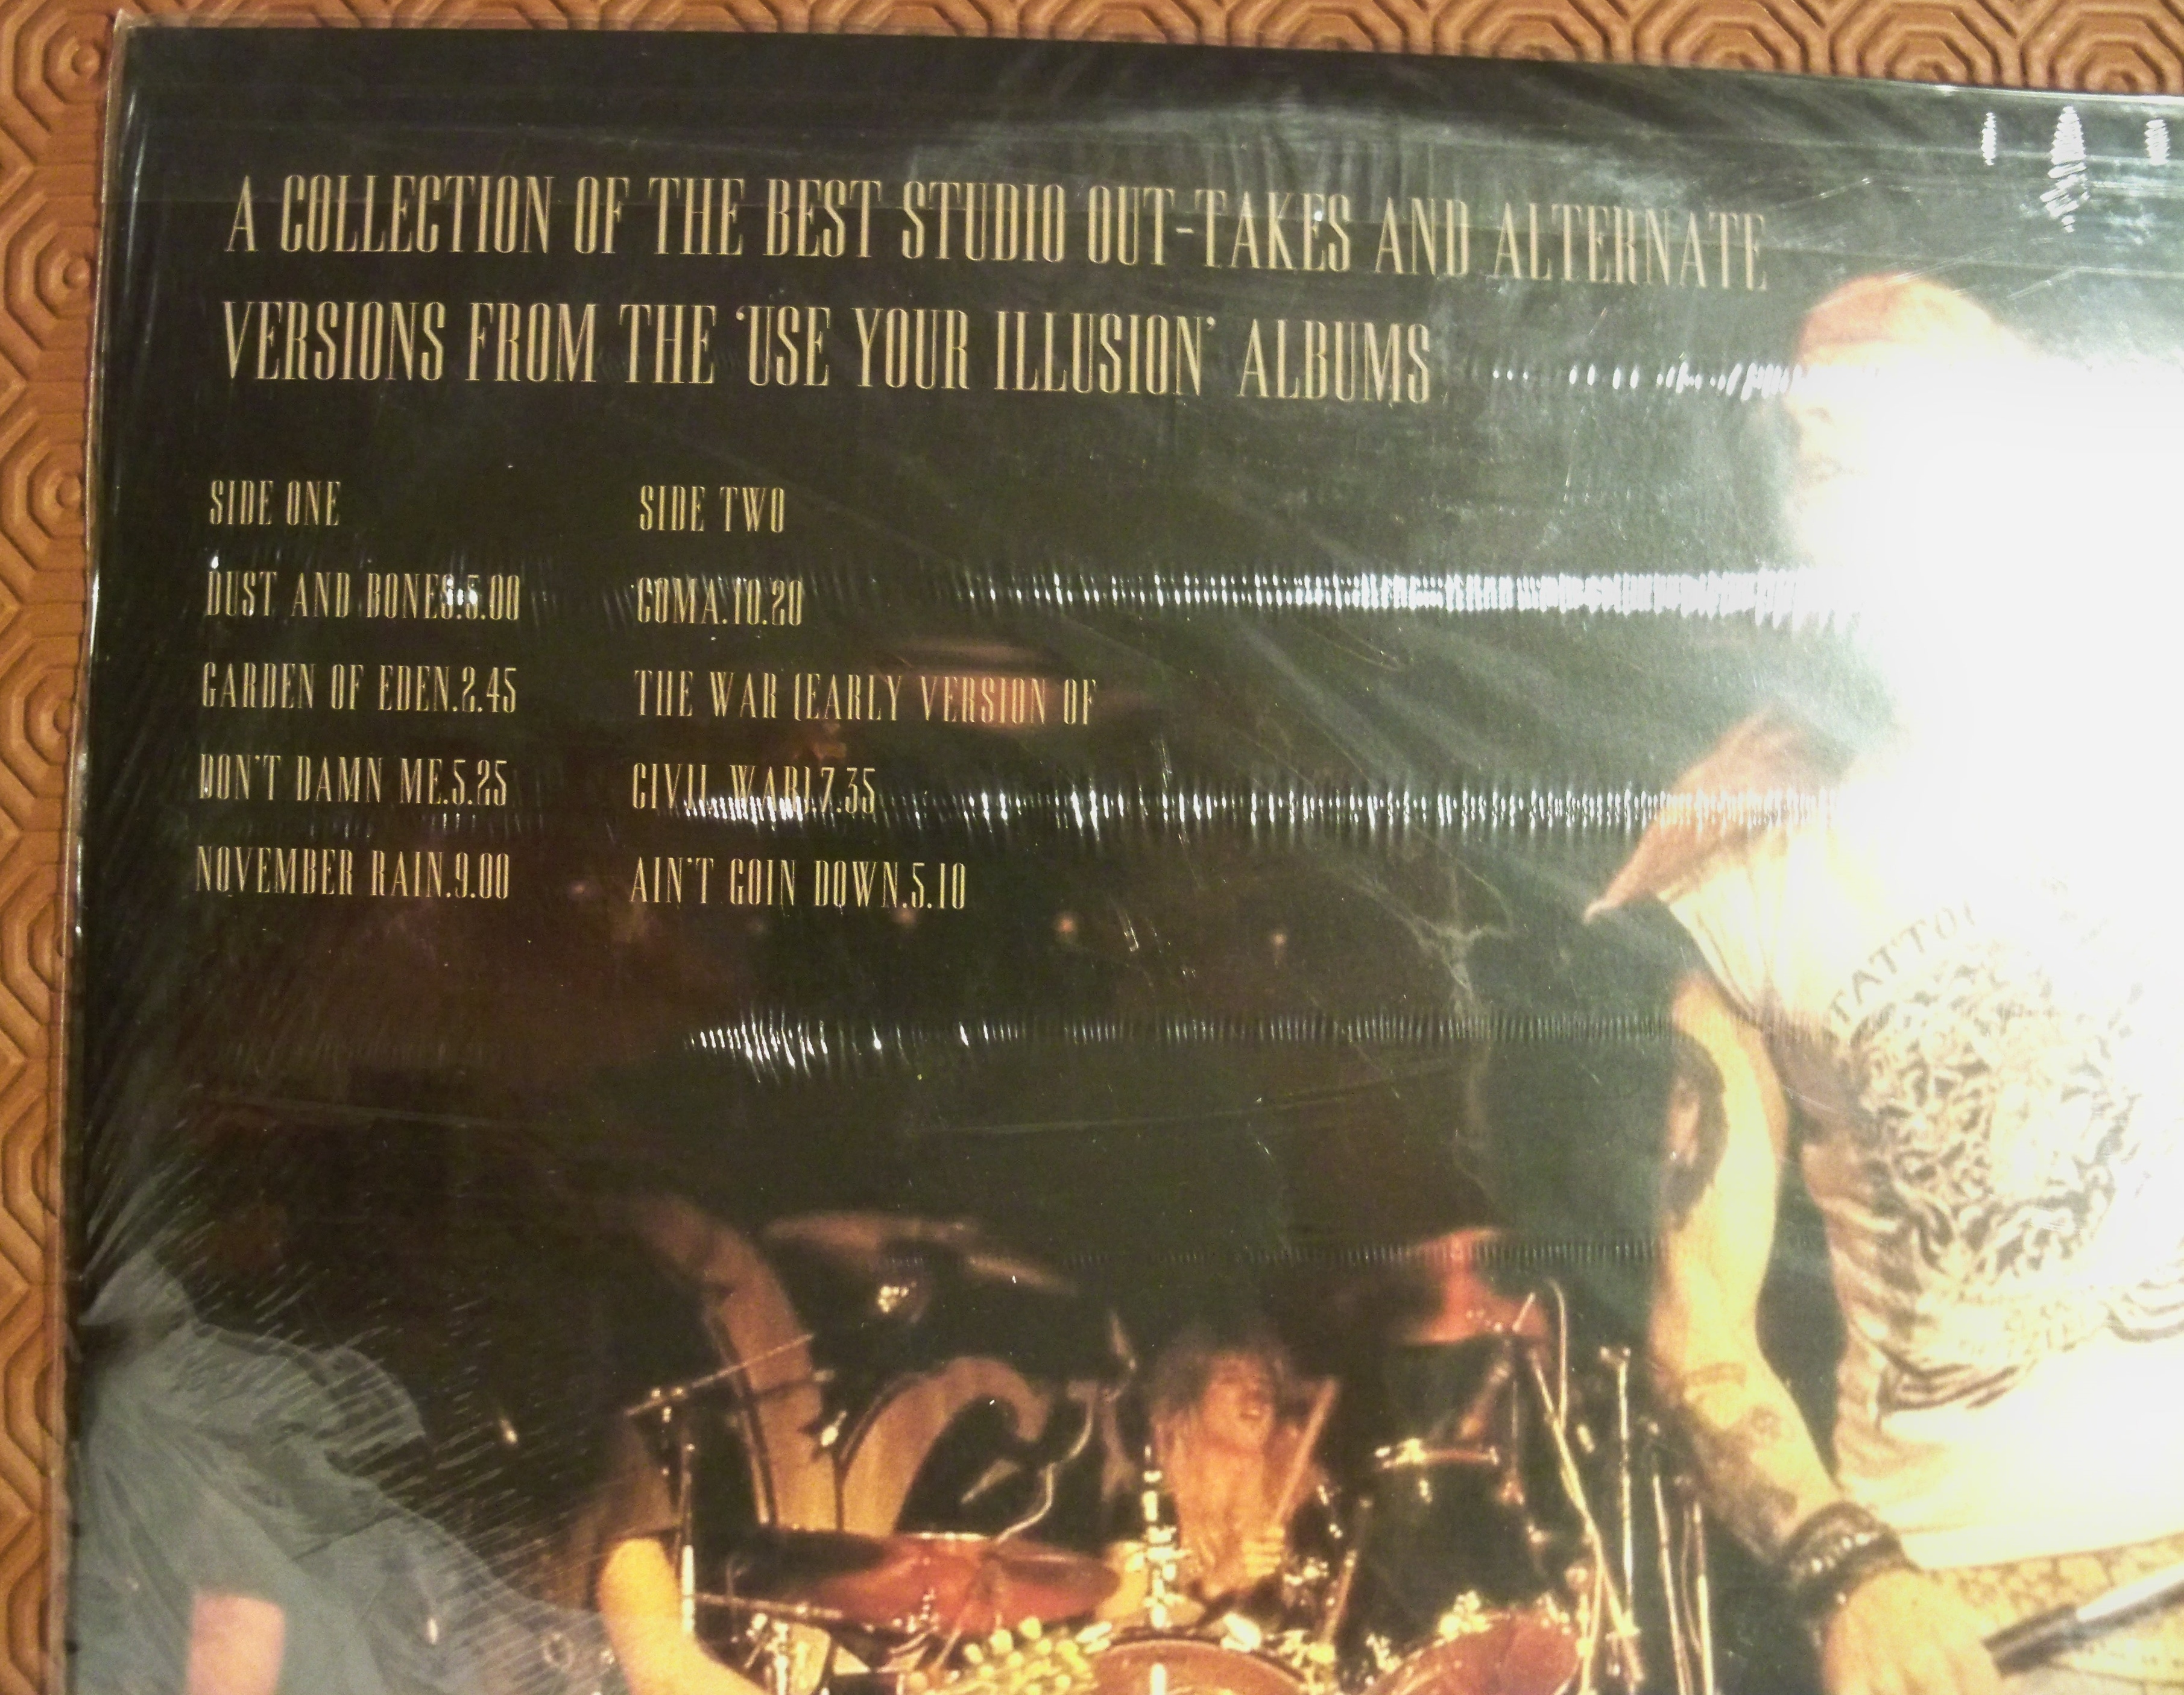 A COLLECTION OF THE BEST STUDIO OUT-TAKES AND ALTERNATE
VERSIONS FROM THE 'USE YOUR ILLUSION' ALBUMS
SIDE ONE
DUST AND BONES.5.00
GARDEN OF EDEN.2.45
DON'T DAMN ME.5.25
NOVEMBER RAIN.9.00
SIDE TWO
COMA.10.20
THE WAR (EARLY VERSION OF
CIVIL WAR).7.35
AIN'T GOIN DOWN.5.10